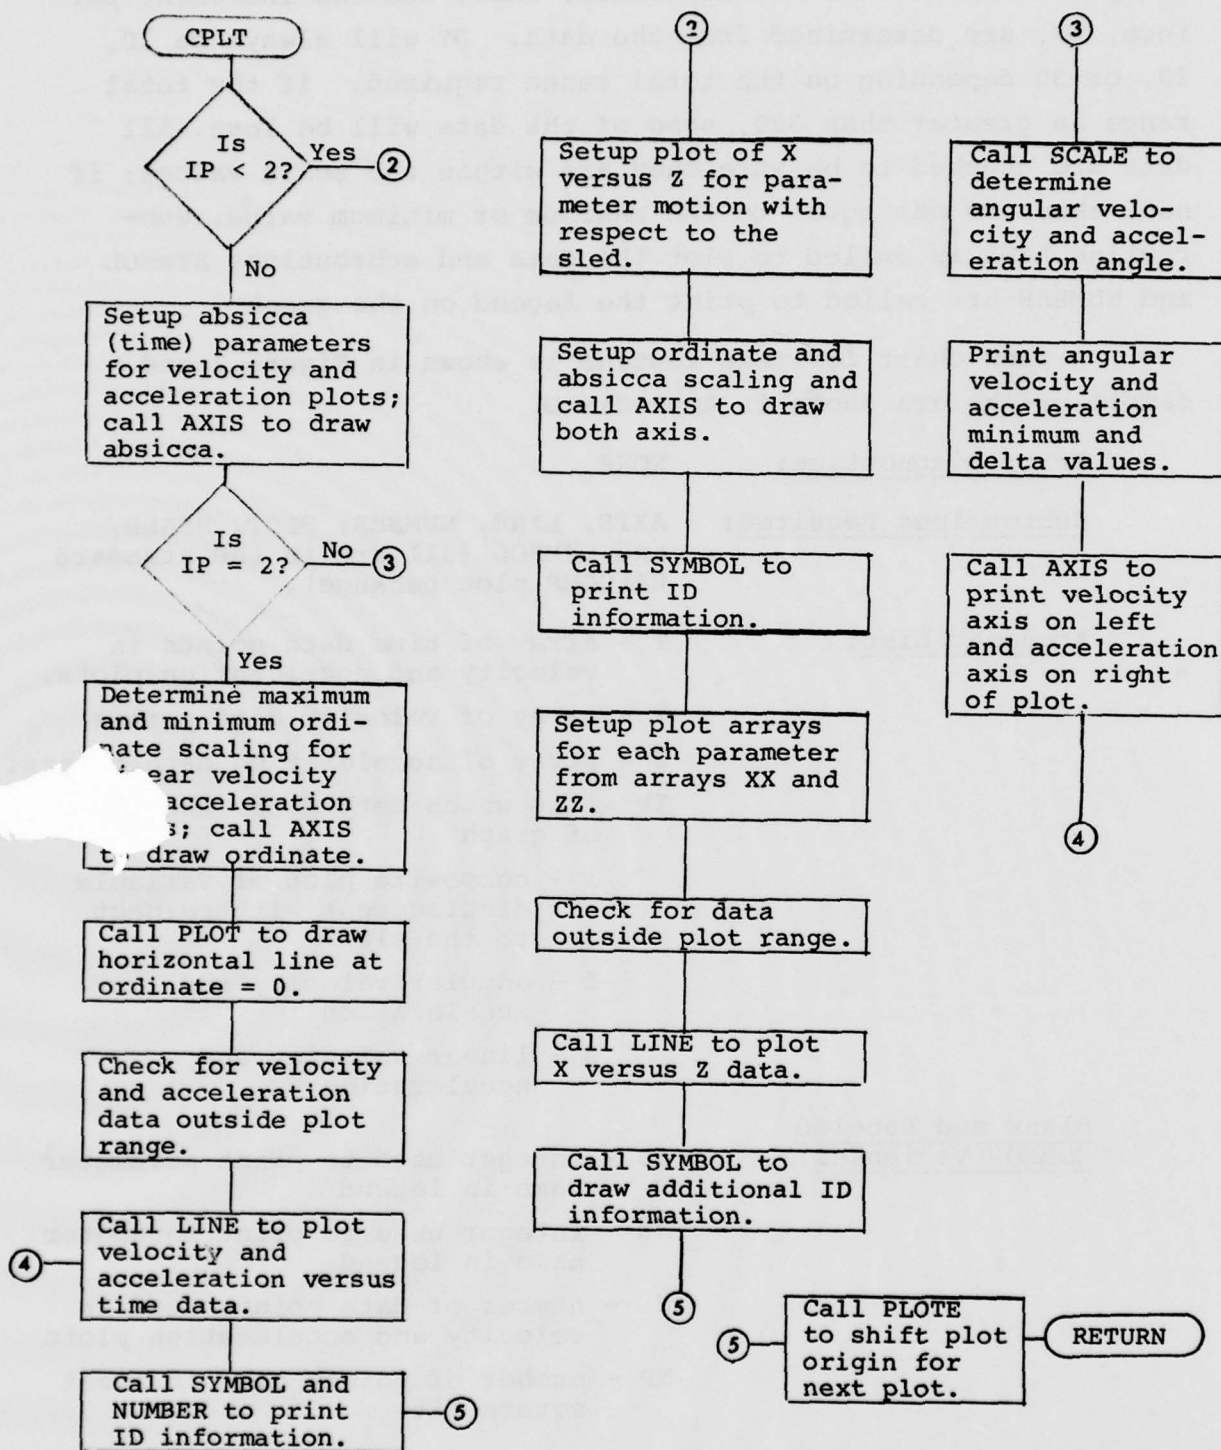 CPLT
Is
IP = 2?
Yes
2
No
Setup absicca
(time) parameters
for velocity and
acceleration plots;
call AXIS to draw
absicca.
Is
IP = 2?
No
3
Yes
Determine maximum
and minimum ordi-
nate scaling for
velocity
acceleration
; call AXIS
to draw ordinate.
Call PLOT to draw
horizontal line at
ordinate = 0.
Check for velocity
and acceleration
data outside plot
range.
4
Call LINE to plot
velocity and
acceleration versus
time data.
Call SYMBOL and
NUMBER to print
ID information.
5
2
Setup plot of X
versus Z for para-
meter motion with
respect to the
sled.
Setup ordinate and
absicca scaling and
call AXIS to draw
both axis.
Call SYMBOL to
print ID
information.
Setup plot arrays
for each parameter
from arrays XX and
ZZ.
Check for data
outside plot range.
Call LINE to plot
X versus Z data.
Call SYMBOL to
draw additional ID
information.
5
3
Call SCALE to
determine
angular velo-
city and accel-
eration angle.
Print angular
velocity and
acceleration
minimum and
delta values.
Call AXIS to
print velocity
axis on left
and acceleration
axis on right
of plot.
4
5
Call PLOTE
to shift plot
origin for
next plot.
RETURN